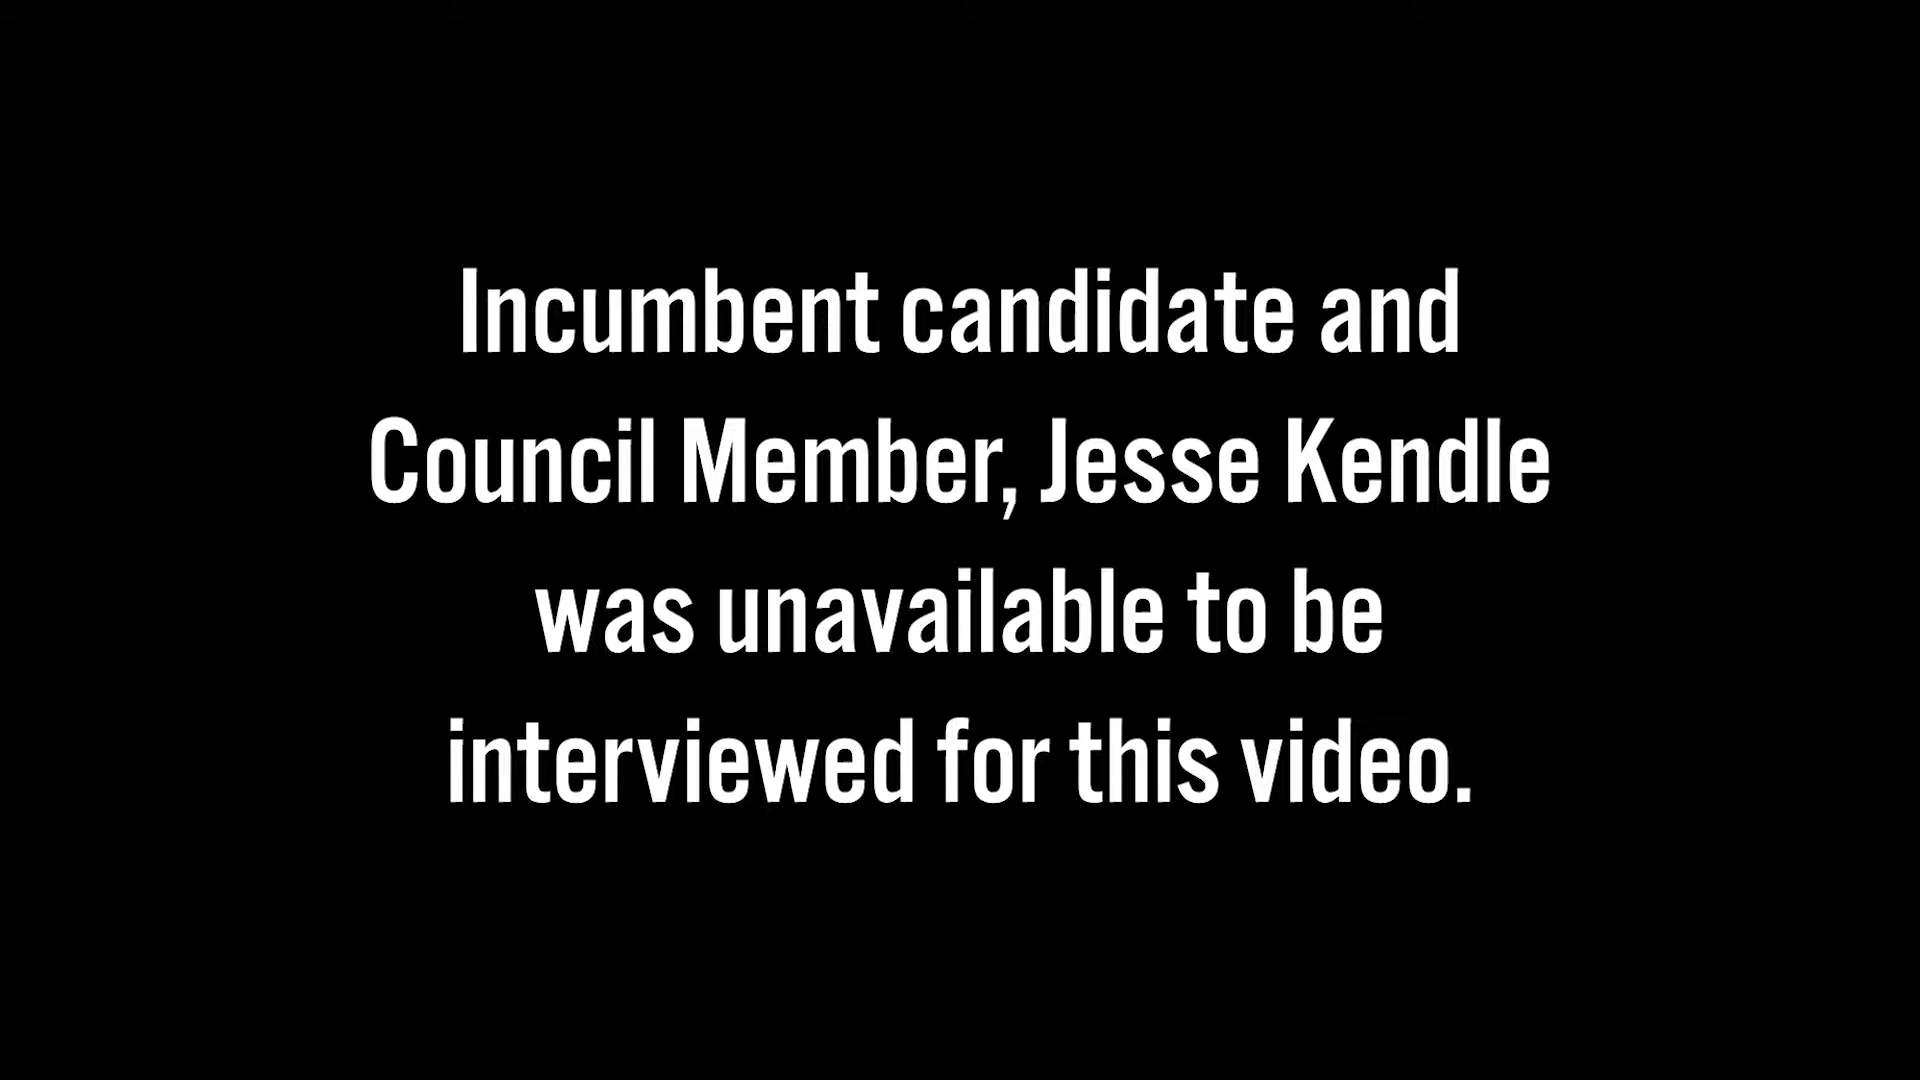 Incumbent candidate and
Council Member, Jesse Kendle
was unavailable to be
interviewed for this video.